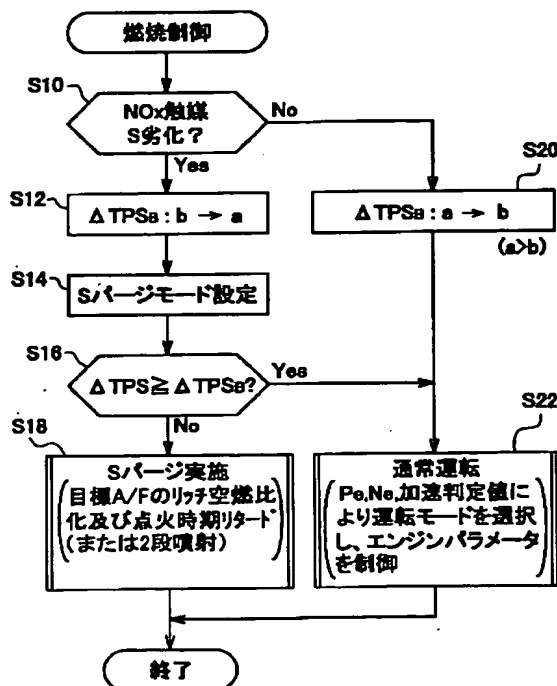 燃焼制御
S10
NOx触媒
S劣化？
No
Yes
S12
ΔTPSB : b → a
S20
ΔTPSB : a → b
(a>b)
S14
Sパージモード設定
S16
ΔTPS≧ΔTPSB?
Yes
No
S18
Sパージ実施
目標A/Fのリッチ空燃比
化及び点火時期リタード
(または2段噴射)
S22
通常運転
Pe,Ne,加速判定値に
より運転モードを選択
し、エンジンパラメータ
を制御
終了